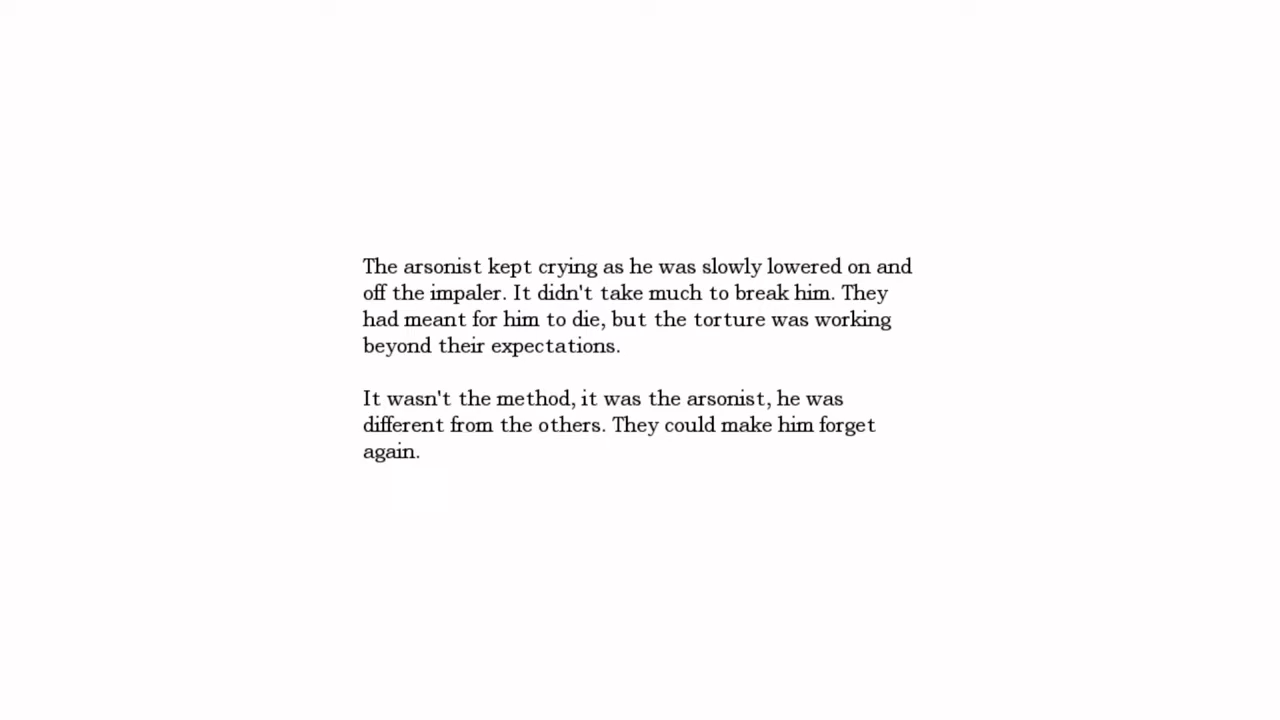 The arsonist kept crying as he was slowly lowered on and
off the impaler. It didn't take much to break him. They
had meant for him to die, but the torture was working
beyond their expectations.
It wasn't the method, it was the arsonist, he was
different from the others. They could make him forget
again.